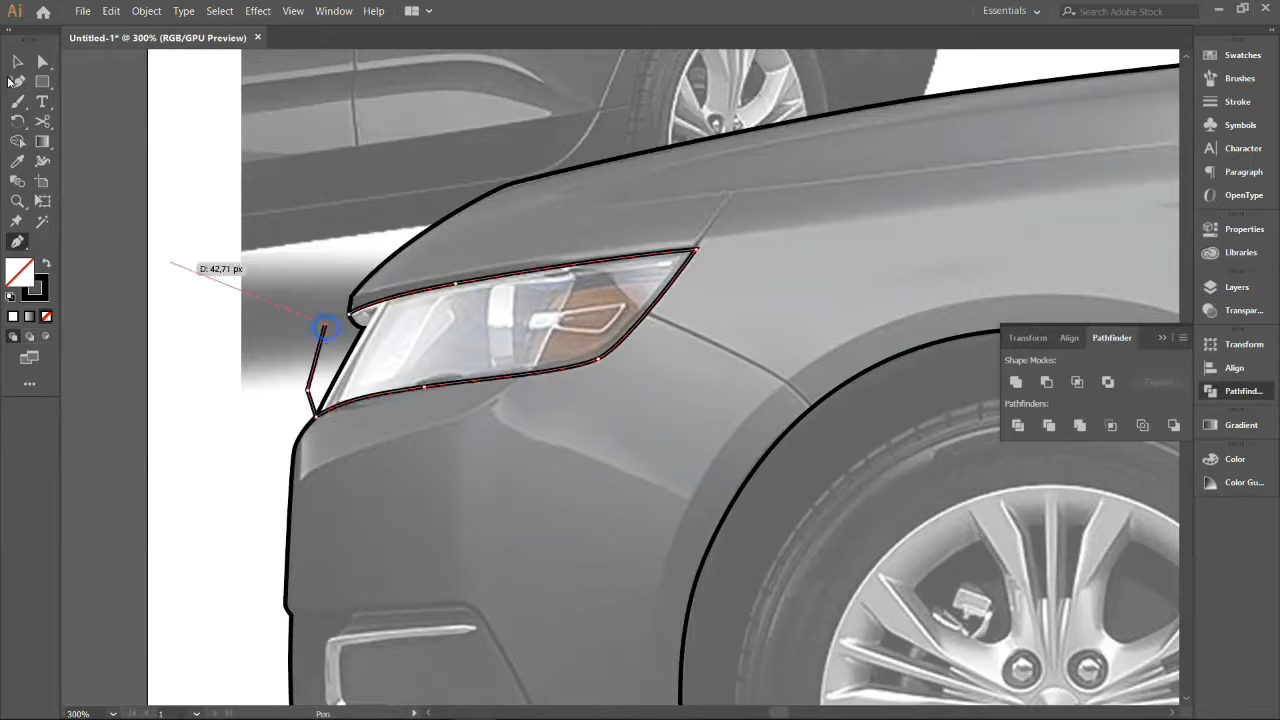 Ai
File Edit Object Type Select Effect View Window Help
Essentials
Search Adobe Stock
Untitled-1* @ 300% (RGB/GPU Preview)
D: 42,71 px
Swatches
Brushes
Stroke
Symbols
Character
Paragraph
OpenType
Properties
Libraries
Layers
Transpar...
Transform
Align
Pathfind...
Gradient
Color
Color Gu...
Transform Align Pathfinder
Shape Modes:
Expand
Pathfinders:
300%
1
Pen